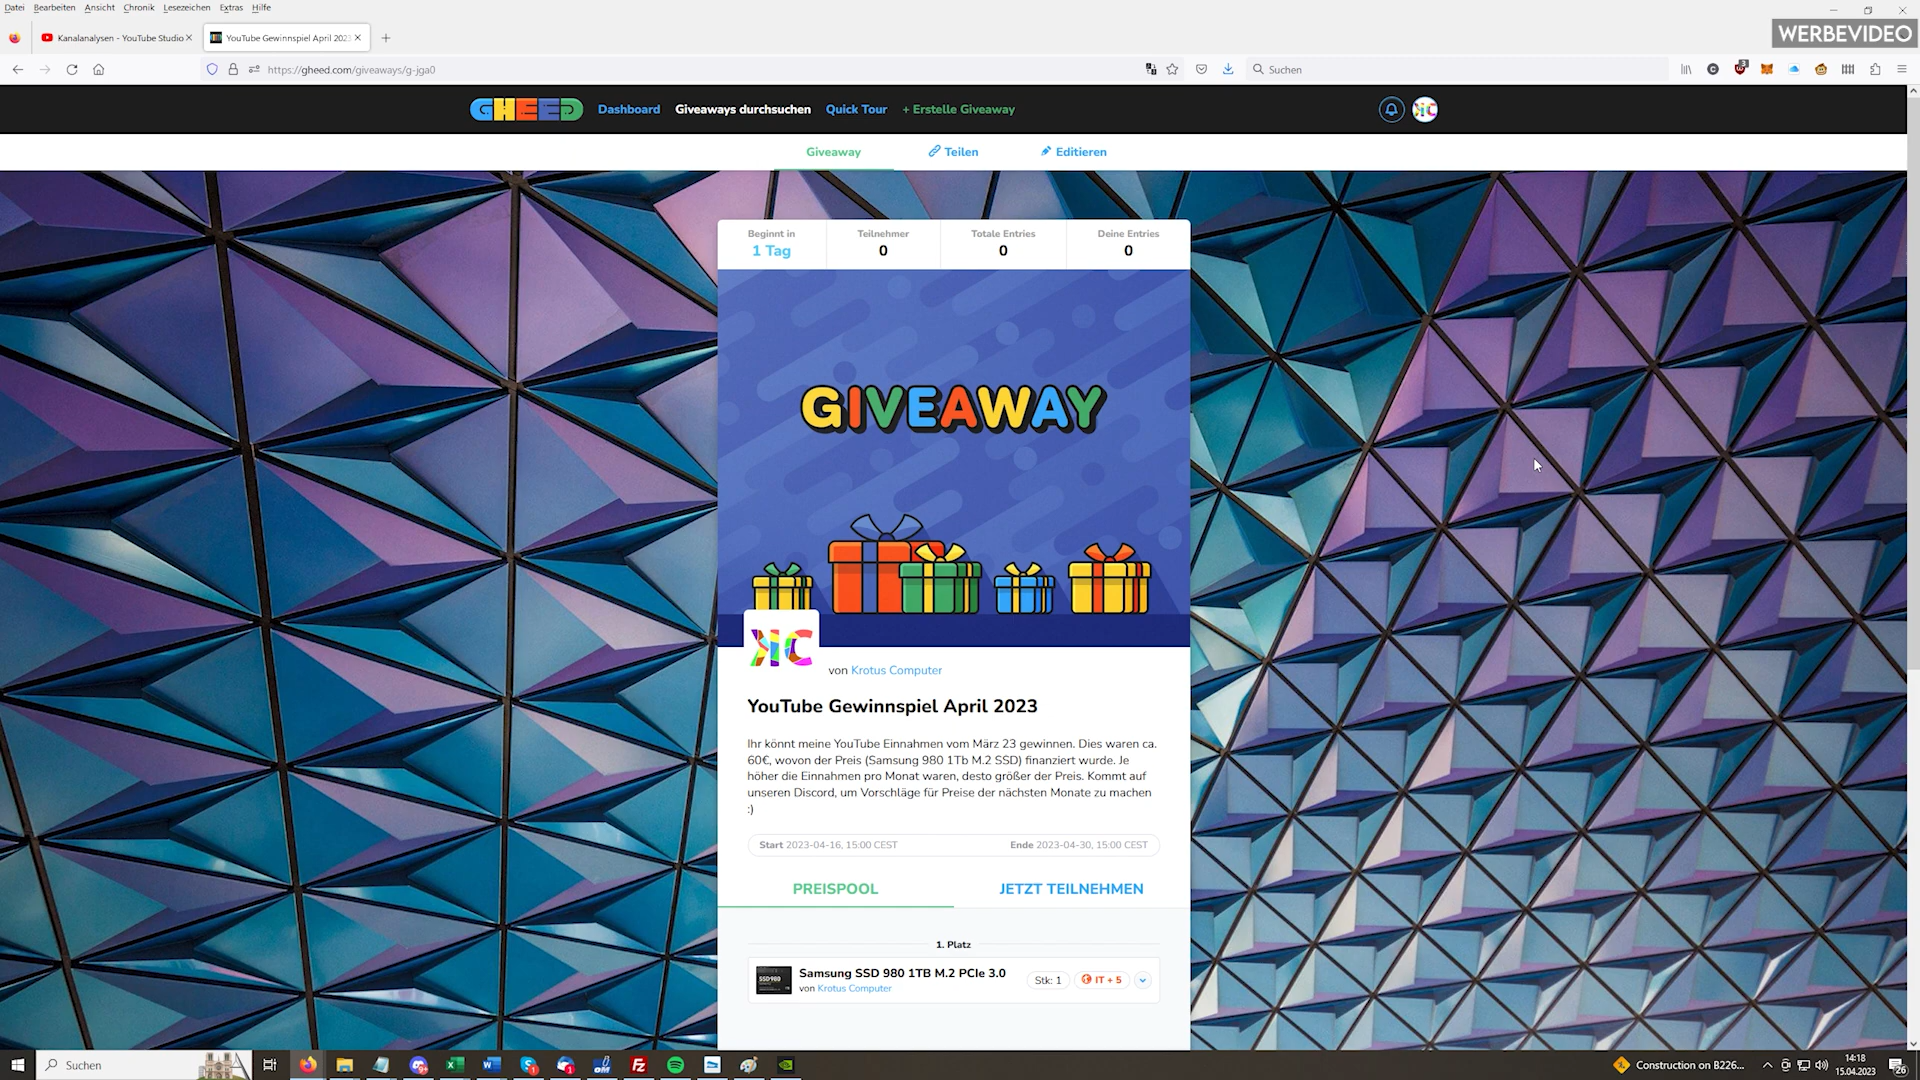 Datei Bearbeiten Ansicht Chronik Lesezeichen Extras Hilfe
Kanalanalysen - YouTube Studio
YouTube Gewinnspiel April 202
WERBEVIDEO
https://gheed.com/giveaways/g-jga0
Suchen
GHEED
Dashboard
Giveaways durchsuchen
Quick Tour
+ Erstelle Giveaway
KC
Giveaway
Teilen
Editieren
Beginnt in
1 Tag
Teilnehmer
0
Totale Entries
0
Deine Entries
0
GIVEAWAY
KC
von Krotus Computer
YouTube Gewinnspiel April 2023
Ihr könnt meine YouTube Einnahmen vom März 23 gewinnen. Dies waren ca.
60€, wovon der Preis (Samsung 980 1Tb M.2 SSD) finanziert wurde. Je
höher die Einnahmen pro Monat waren, desto größer der Preis. Kommt auf
unseren Discord, um Vorschläge für Preise der nächsten Monate zu machen
:)
Start 2023-04-16, 15:00 CEST
Ende 2023-04-30, 15:00 CEST
PREISPOOL
JETZT TEILNEHMEN
1. Platz
Samsung SSD 980 1TB M.2 PCIe 3.0
von Krotus Computer
Stk: 1
IT + 5
Suchen
Construction on B226...
14:18
15.04.2023
26